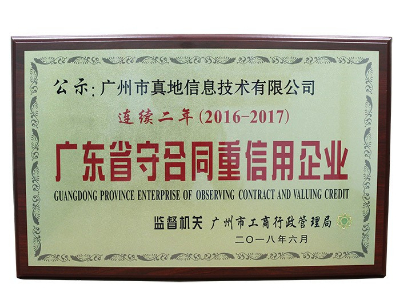 公示:广州市真地信息技术有限公司
连续二年(2016-2017)
广东省守合同重信用企业
GUANGDONG PROVINCE ENTERPRISE OF OBSERVING CONTRACT AND VALUING CREDIT
监督机关 广州市工商行政管理局
二〇一八年六月